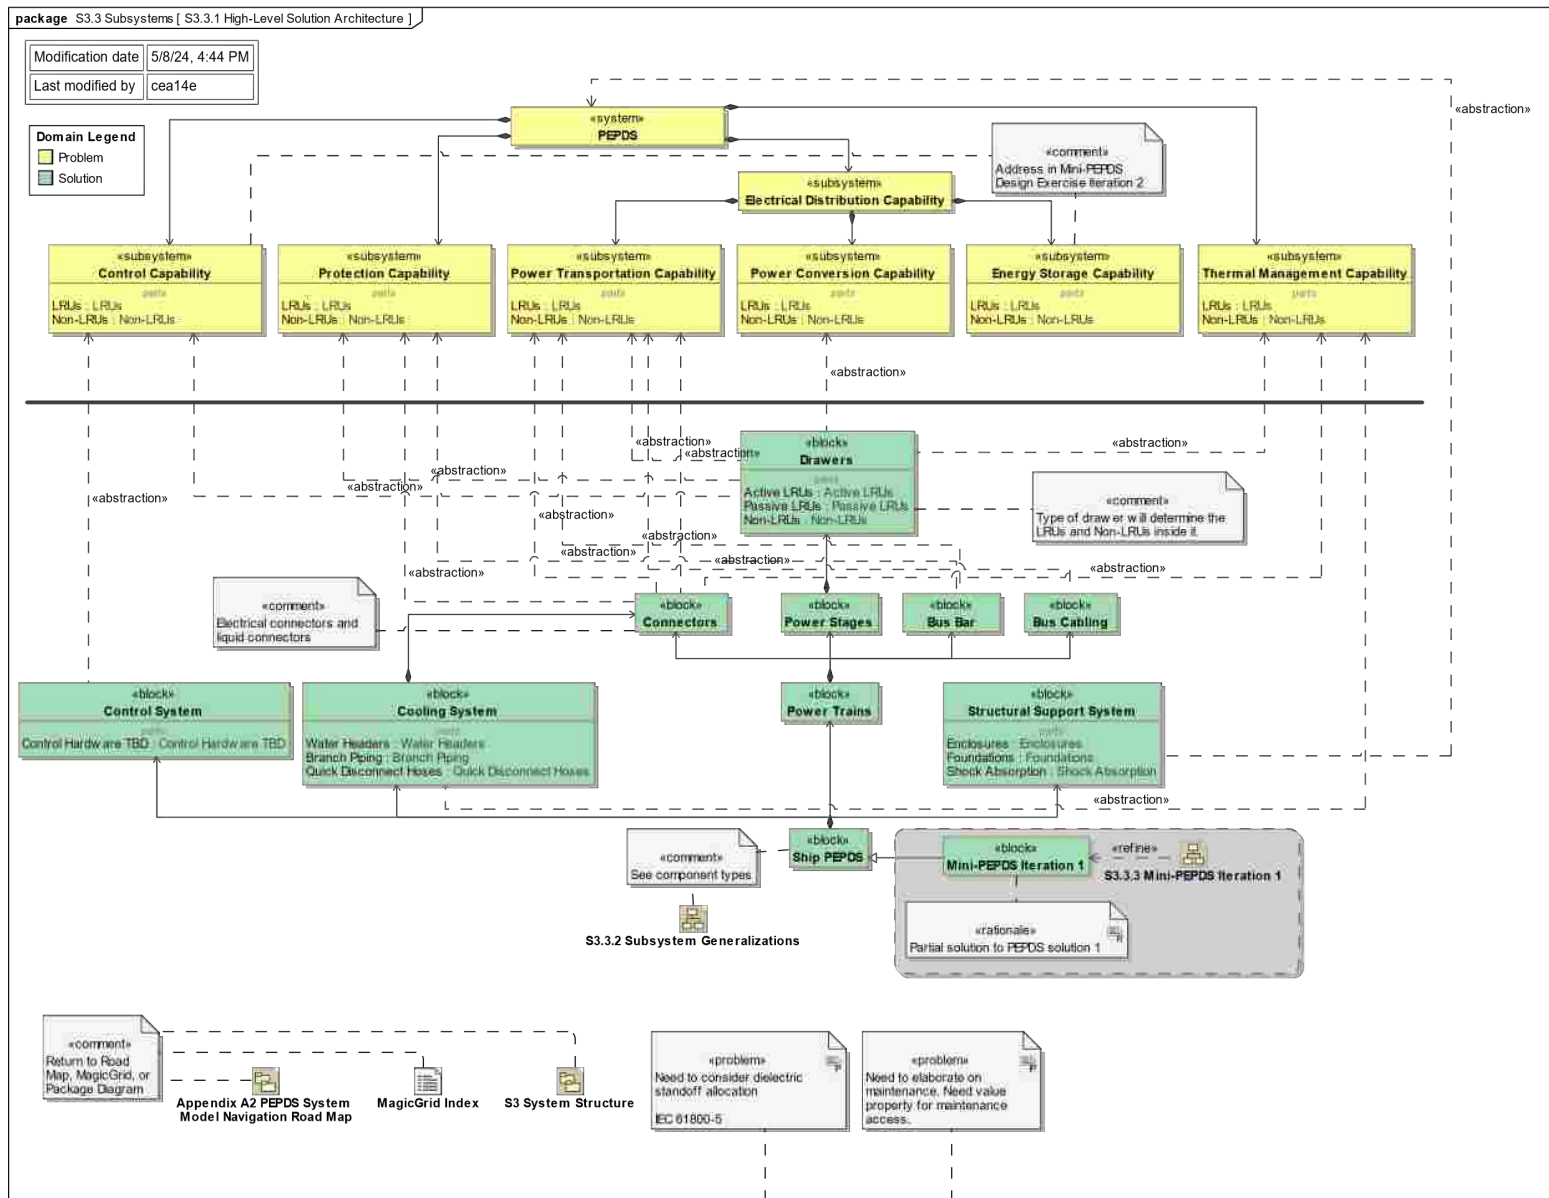 package S3.3 Subsystems [ S3.3.1 High-Level Solution Architecture ]
Modification date 5/8/24, 4:44 PM
Last modified by cea14e
Domain Legend
Problem
Solution
«system»
PEPDS
«abstraction»
«comment»
Address in Mini-PEPDS
Design Exercise Iteration 2
«subsystem»
Electrical Distribution Capability
«subsystem»
Control Capability
parts
LRUs : LRUs
Non-LRUs : Non-LRUs
«subsystem»
Protection Capability
parts
LRUs : LRUs
Non-LRUs : Non-LRUs
«subsystem»
Power Transportation Capability
parts
LRUs : LRUs
Non-LRUs : Non-LRUs
«subsystem»
Power Conversion Capability
parts
LRUs : LRUs
Non-LRUs : Non-LRUs
«subsystem»
Energy Storage Capability
parts
LRUs : LRUs
Non-LRUs : Non-LRUs
«subsystem»
Thermal Management Capability
parts
LRUs : LRUs
Non-LRUs : Non-LRUs
«abstraction»
«abstraction»
«abstraction»
«abstraction»
«abstraction»
«abstraction»
«abstraction»
«abstraction»
«abstraction»
«abstraction»
«abstraction»
«abstraction»
«abstraction»
«block»
Drawers
parts
Active LRUs : Active LRUs
Passive LRUs : Passive LRUs
Non-LRUs : Non-LRUs
«comment»
Type of drawer will determine the
LRUs and Non-LRUs inside it.
«abstraction»
«comment»
Electrical connectors and
liquid connectors
«block»
Connectors
«block»
Power Stages
«block»
Bus Bar
«block»
Bus Cabling
«block»
Control System
parts
Control Hardware TBD : Control Hardware TBD
«block»
Cooling System
parts
Water Headers : Water Headers
Branch Piping : Branch Piping
Quick Disconnect Hoses : Quick Disconnect Hoses
«block»
Power Trains
«block»
Structural Support System
parts
Enclosures : Enclosures
Foundations : Foundations
Shock Absorption : Shock Absorption
«abstraction»
«comment»
See component types
«block»
Ship PEPDS
«block»
Mini-PEPDS Iteration 1
«refine»
S3.3.3 Mini-PEPDS Iteration 1
«rationale»
Partial solution to PEPDS solution 1
S3.3.2 Subsystem Generalizations
«comment»
Return to Road
Map, MagicGrid, or
Package Diagram
Appendix A2 PEPDS System
Model Navigation Road Map
MagicGrid Index
S3 System Structure
«problem»
Need to consider dielectric
standoff allocation
IEC 61800-5
«problem»
Need to elaborate on
maintenance. Need value
property for maintenance
access.